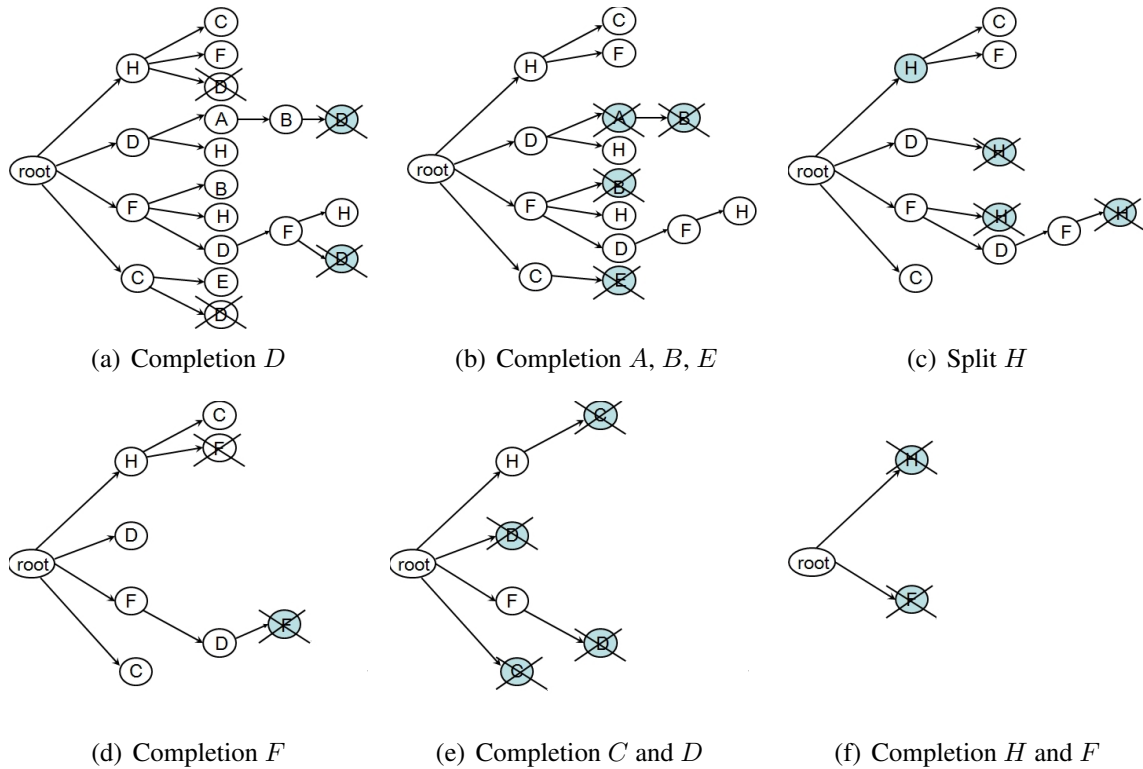 C
F
H
D
A
B
D
D
H
root
B
F
H
H
F
D
D
C
E
D
(a) Completion D
C
F
H
A
B
D
H
root
B
F
H
H
F
D
C
E
(b) Completion A, B, E
C
F
H
D
H
root
F
H
H
F
D
C
(c) Split H
C
F
H
D
root
F
F
D
C
(d) Completion F
C
H
D
root
F
D
C
(e) Completion C and D
H
root
F
(f) Completion H and F